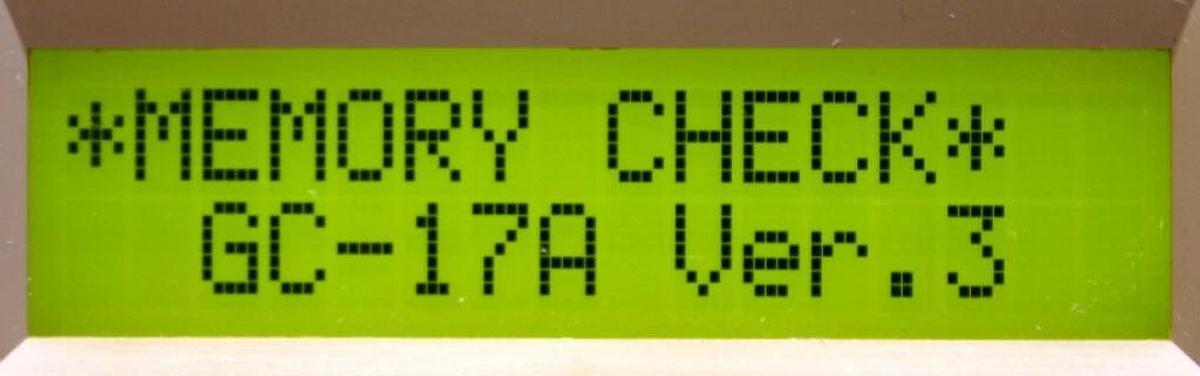 *MEMORY CHECK*
GC-17A Ver.3